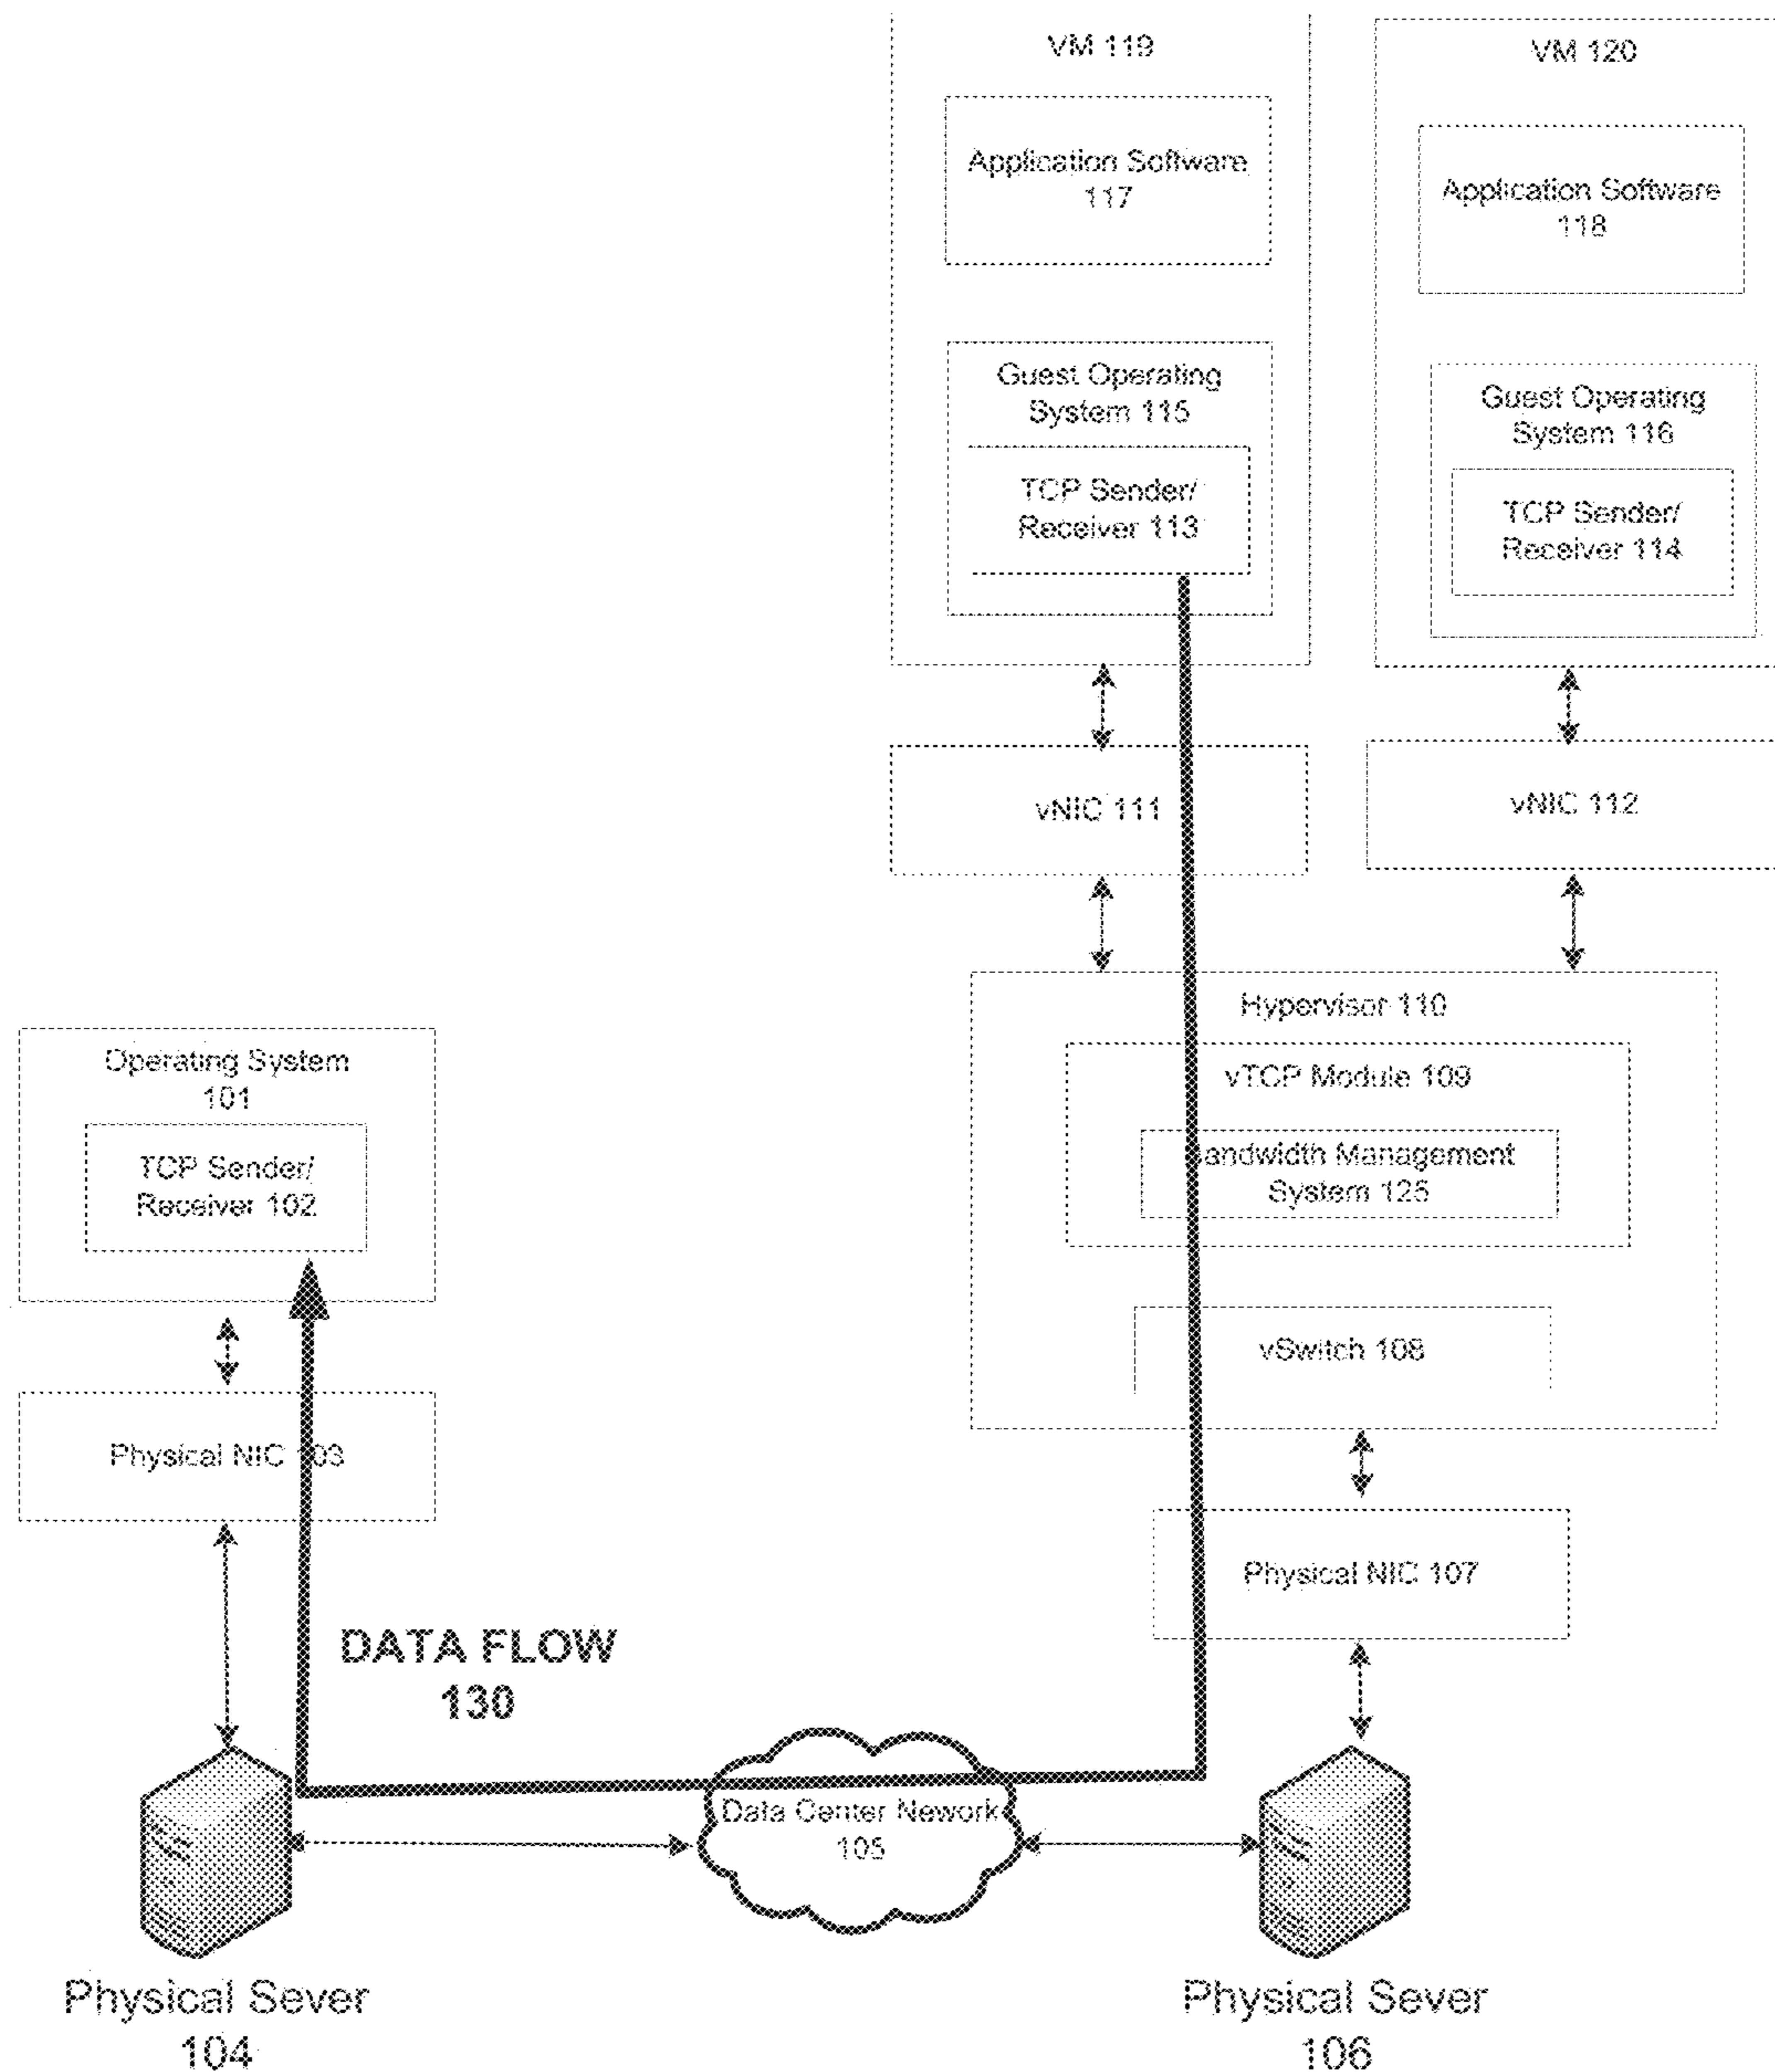 VM 119
Application Software
117
Guest Operating
System 115
TCP Sender/
Receiver 113
vNIC 111
VM 120
Application Software
118
Guest Operating
System 116
TCP Sender/
Receiver 114
vNIC 112
Hypervisor 110
vTCP Module 109
Bandwidth Management
System 125
vSwitch 108
Physical NIC 107
Operating System
101
TCP Sender/
Receiver 102
Physical NIC 103
DATA FLOW
130
Data Center Nework
105
Physical Sever
104
Physical Sever
106